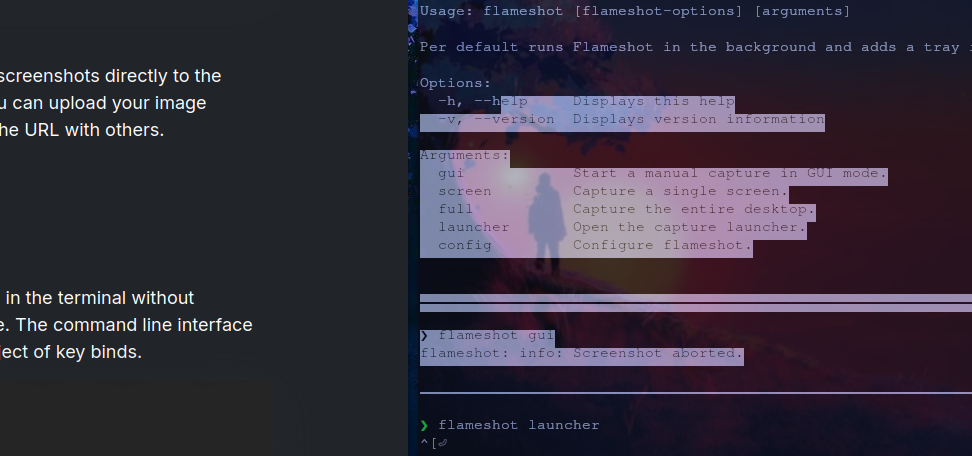 screenshots directly to the
u can upload your image
he URL with others.
in the terminal without
e. The command line interface
ject of key binds.
Usage: flameshot [flameshot-options] [arguments]
Per default runs Flameshot in the background and adds a tray
Options:
-h, --help Displays this help
-v, --version Displays version information
Arguments:
gui Start a manual capture in GUI mode.
screen Capture a single screen.
full Capture the entire desktop.
launcher Open the capture launcher.
config Configure flameshot.
❯ flameshot gui
flameshot: info: Screenshot aborted.
❯ flameshot launcher
^[⏎